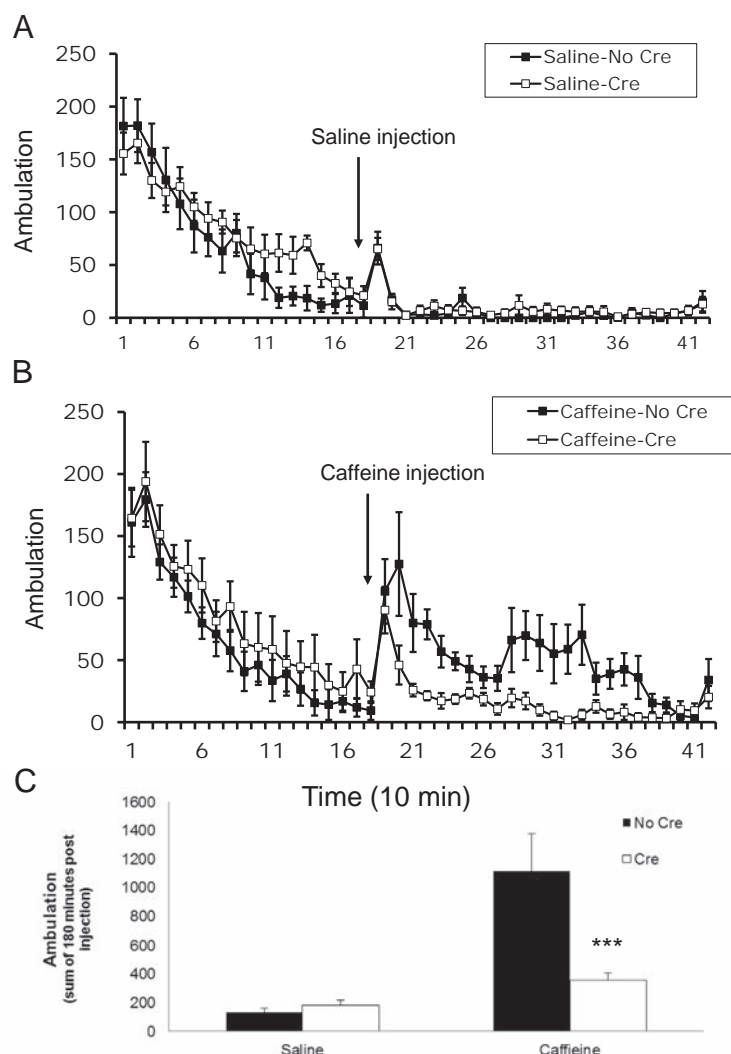 A
250
200
150
100
50
0
Ambulation
Saline-No Cre
Saline-Cre
Saline injection
1 6 11 16 21 26 31 36 41
B
250
200
150
100
50
0
Ambulation
Caffeine-No Cre
Caffeine-Cre
Caffeine injection
1 6 11 16 21 26 31 36 41
Time (10 min)
C
1600
1400
1200
1000
800
600
400
200
0
Ambulation
(sum of 180 minutes post
injection)
No Cre
Cre
***
Saline Caffieine